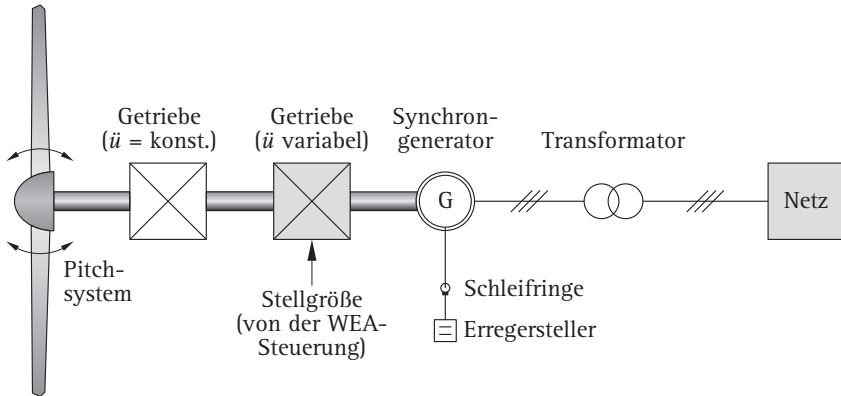 Getriebe
(ü = konst.)
Getriebe
(ü variabel)
Synchron-
generator
Transformator
G
Netz
Pitch-
system
Stellgröße
(von der WEA-
Steuerung)
Schleifringe
=
Erregersteller